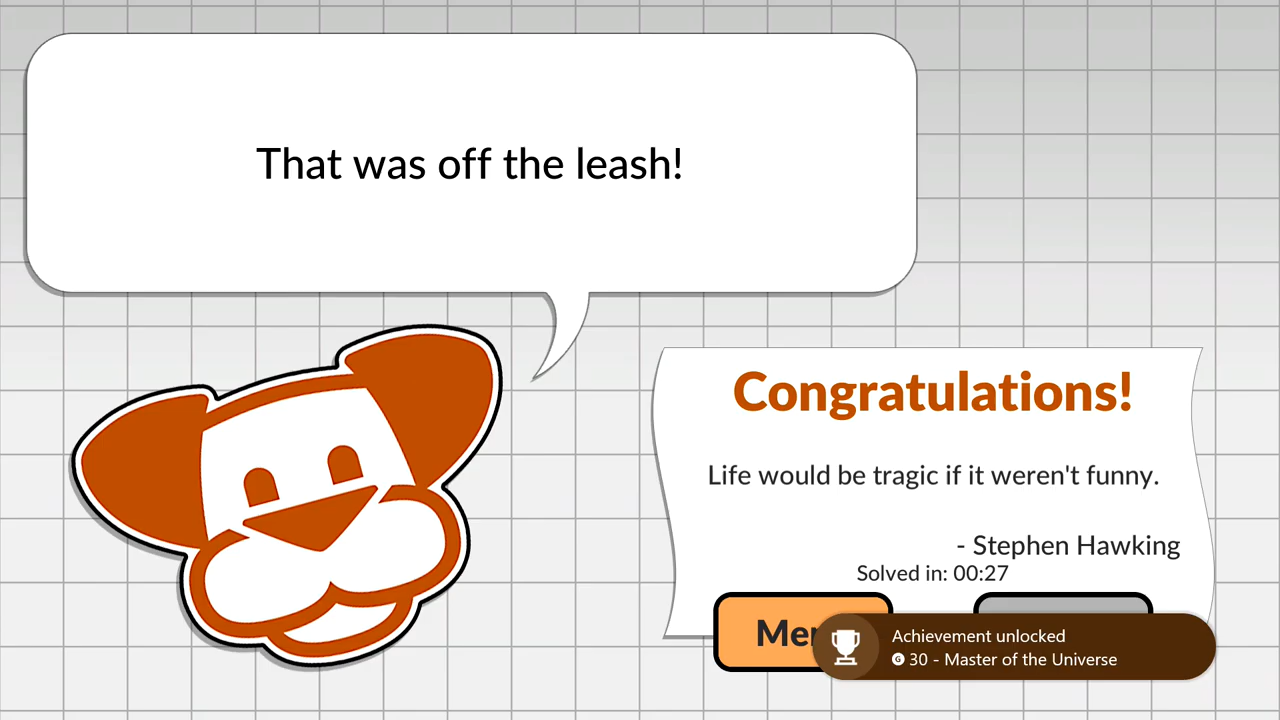 That was off the leash!
Congratulations!
Life would be tragic if it weren't funny.
- Stephen Hawking
Solved in: 00:27
Achievement unlocked
G 30 - Master of the Universe